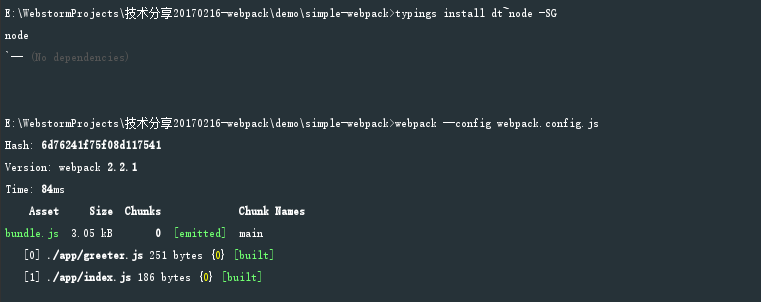 E:\WebstormProjects\技术分享20170216-webpack\demo\simple-webpack>typings install dt~node -SG
node
`-- (No dependencies)
E:\WebstormProjects\技术分享20170216-webpack\demo\simple-webpack>webpack --config webpack.config.js
Hash: 6d76241f75f08d117541
Version: webpack 2.2.1
Time: 84ms
Asset Size Chunks Chunk Names
bundle.js 3.05 kB 0 [emitted] main
[0] ./app/greeter.js 251 bytes {0} [built]
[1] ./app/index.js 186 bytes {0} [built]